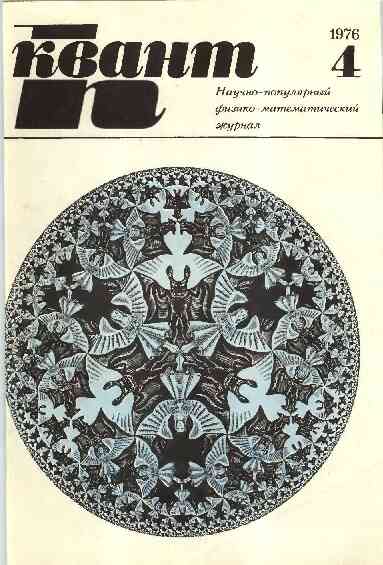 квант
1976
4
Научно-популярный
физико-математический
журнал